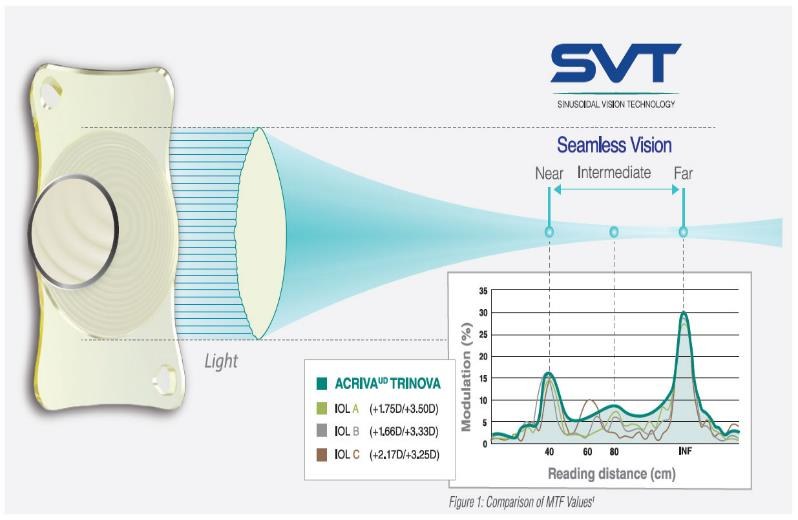 SVT
SINUSOIDAL VISION TECHNOLOGY
Seamless Vision
Near Intermediate Far
Light
ACRIVAUD TRINOVA
IOL A (+1.75D/+3.50D)
IOL B (+1.66D/+3.33D)
IOL C (+2.17D/+3.25D)
Modulation (%)
35
30
25
20
15
10
5
0
40 60 80 INF
Reading distance (cm)
Figure 1: Comparison of MTF Values¹